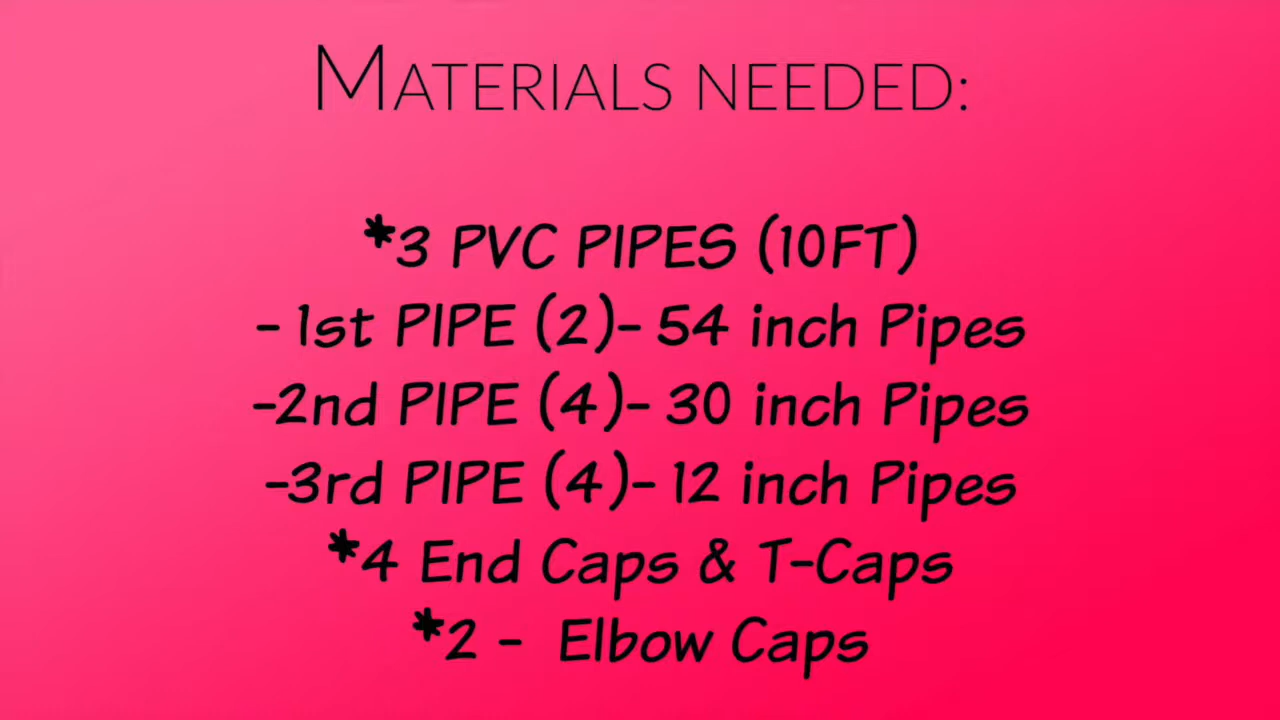 MATERIALS NEEDED:
*3 PVC PIPES (10FT)
- 1st PIPE (2)- 54 inch Pipes
-2nd PIPE (4)- 30 inch Pipes
-3rd PIPE (4)- 12 inch Pipes
*4 End Caps & T-Caps
*2 - Elbow Caps